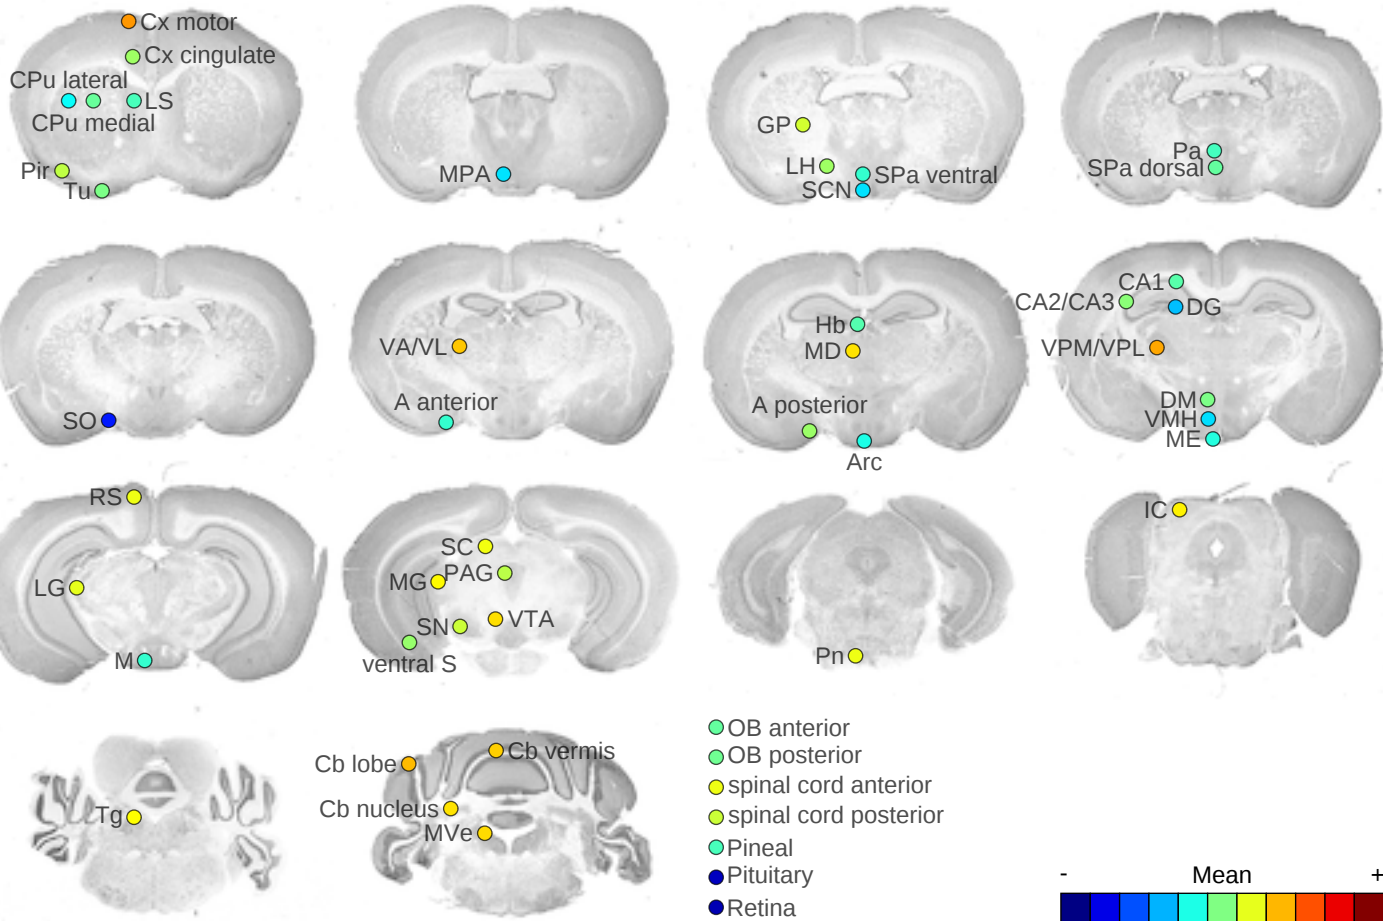 Cx motor
Cx cingulate
CPu lateral
LS
CPu medial
Pir
Tu
MPA
GP
LH
SPa ventral
SCN
Pa
SPa dorsal
SO
VA/VL
A anterior
Hb
MD
A posterior
Arc
CA1
CA2/CA3
DG
VPM/VPL
DM
VMH
ME
RS
LG
M
SC
MG
PAG
SN
VTA
ventral S
Pn
IC
Tg
Cb lobe
Cb vermis
Cb nucleus
MVe
OB anterior
OB posterior
spinal cord anterior
spinal cord posterior
Pineal
Pituitary
Retina
- Mean +